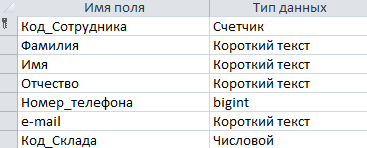 Имя поля Тип данных
Код_Сотрудника Счетчик
Фамилия Короткий текст
Имя Короткий текст
Отчество Короткий текст
Номер_телефона bigint
e-mail Короткий текст
Код_Склада Числовой